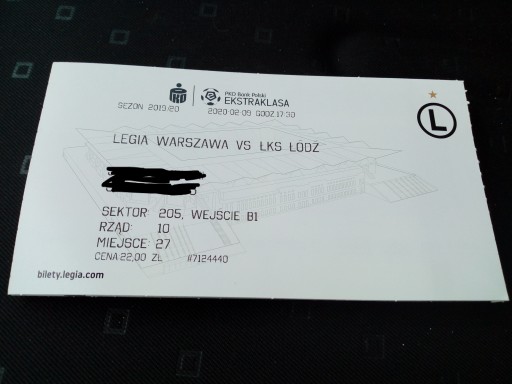 PKO
PKO Bank Polski
EKSTRAKLASA
SEZON 2019/20
2020-02-09 GODZ.17:30
L
LEGIA WARSZAWA VS ŁKS ŁÓDŹ
SEKTOR: 205, WEJŚCIE B1
RZĄD: 10
MIEJSCE: 27
CENA: 22,00 ZŁ #7124440
bilety.legia.com